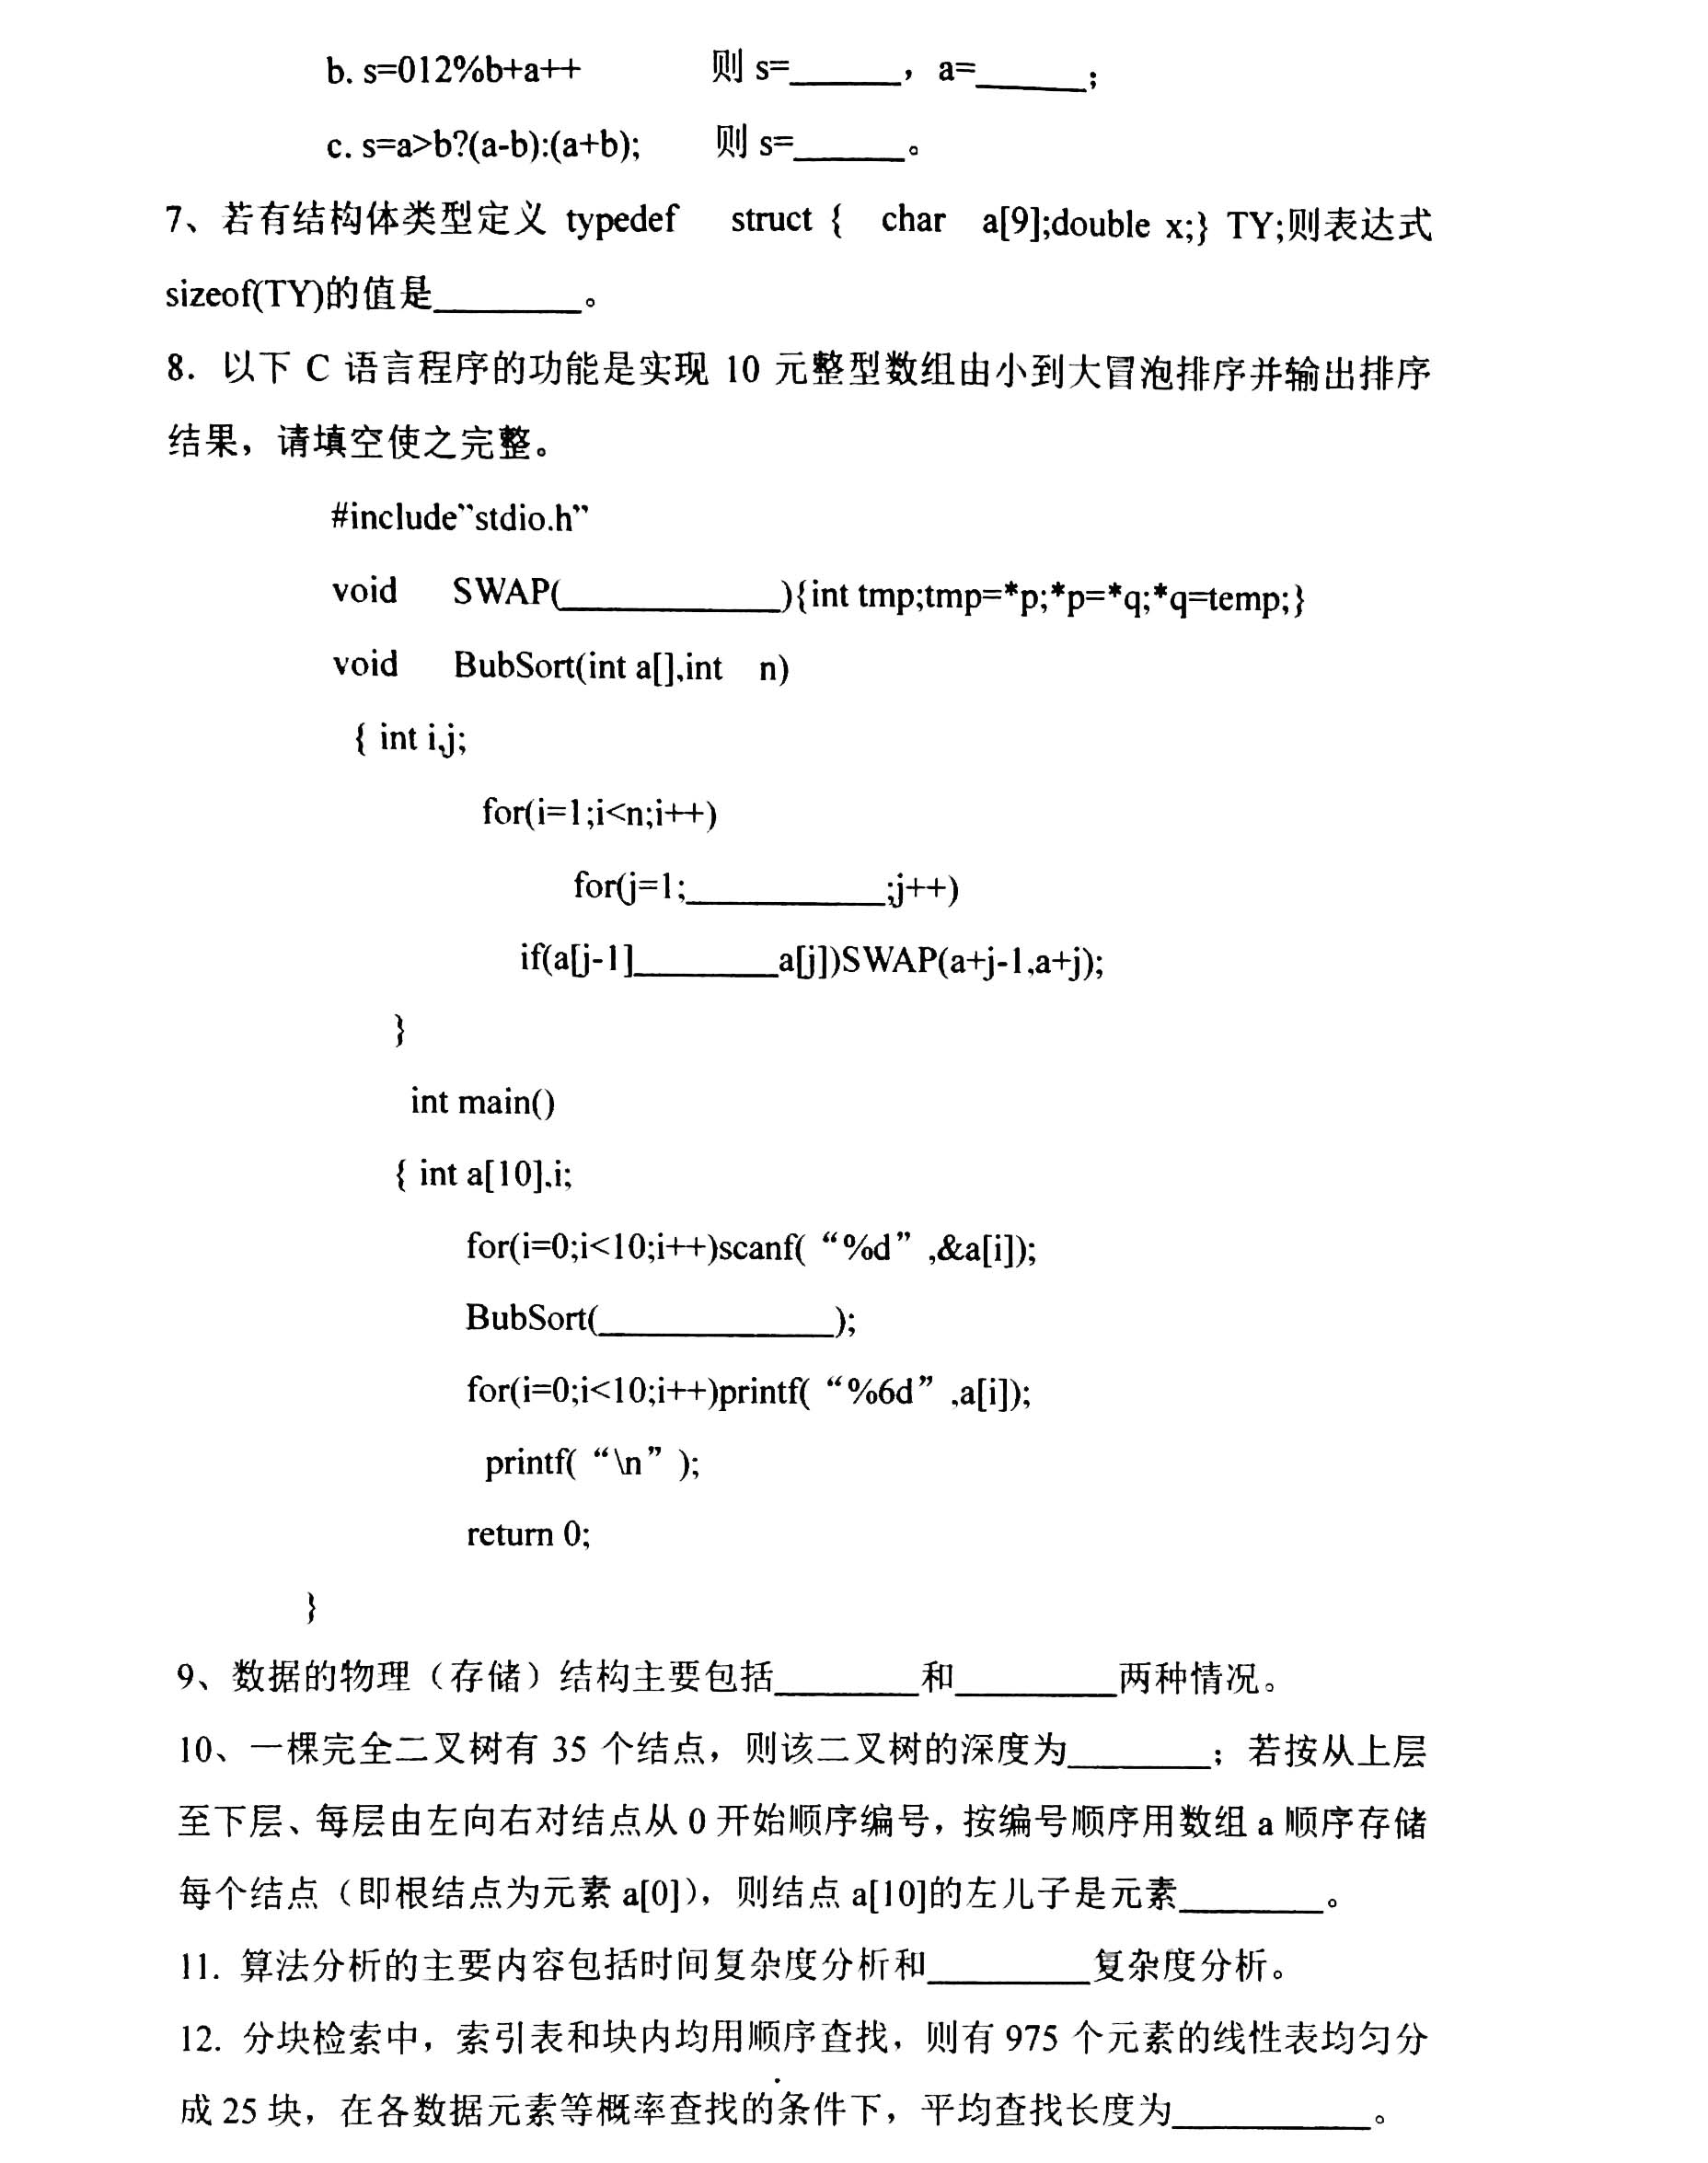 b. s=012%b+a++ 则 s=______，a=______;
c. s=a>b?(a-b):(a+b); 则 s=______。
7、若有结构体类型定义 typedef struct { char a[9];double x;} TY;则表达式
sizeof(TY)的值是________。
8. 以下 C 语言程序的功能是实现 10 元整型数组由小到大冒泡排序并输出排序
结果，请填空使之完整。
#include”stdio.h”
void SWAP(____________){int tmp;tmp=*p;*p=*q;*q=temp;}
void BubSort(int a[],int n)
{ int i,j;
for(i=1;i<n;i++)
for(j=1;___________;j++)
if(a[j-1]________a[j])SWAP(a+j-1,a+j);
}
int main()
{ int a[10],i;
for(i=0;i<10;i++)scanf(“%d”,&a[i]);
BubSort(_____________);
for(i=0;i<10;i++)printf(“%6d”,a[i]);
printf(“\n”);
return 0;
}
9、数据的物理（存储）结构主要包括________和_________两种情况。
10、一棵完全二叉树有 35 个结点，则该二叉树的深度为________；若按从上层
至下层、每层由左向右对结点从 0 开始顺序编号，按编号顺序用数组 a 顺序存储
每个结点（即根结点为元素 a[0]），则结点 a[10]的左儿子是元素________。
11. 算法分析的主要内容包括时间复杂度分析和_________复杂度分析。
12. 分块检索中，索引表和块内均用顺序查找，则有 975 个元素的线性表均匀分
成 25 块，在各数据元素等概率查找的条件下，平均查找长度为___________。